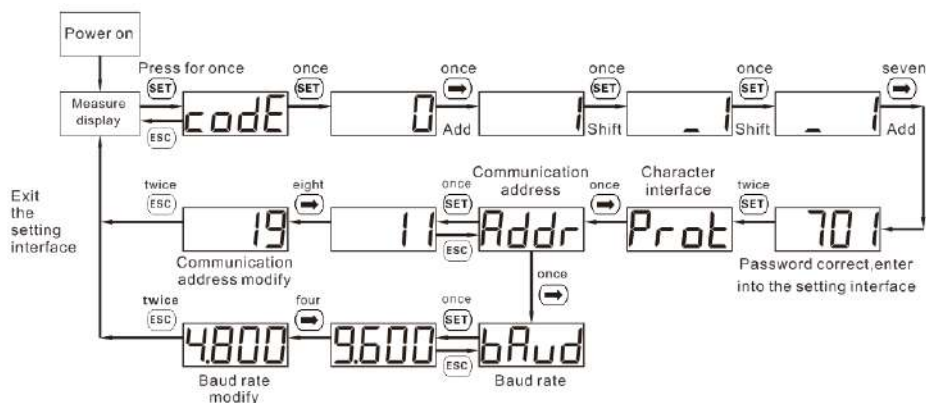 Power on
Press for once
SET
once
SET
once
➡
once
SET
once
SET
seven
➡
Measure
display
ESC
codE
0
Add
1
Shift
_1
Shift
_ 1
Add
Exit
the
setting
interface
twice
ESC
19
Communication
address modify
eight
➡
11
once
SET
ESC
Communication
address
Addr
once
➡
Character
interface
Prot
twice
SET
701
Password correct,enter
into the setting interface
once
➡
twice
ESC
4.800
Baud rate
modify
four
➡
9.600
once
SET
ESC
bAud
Baud rate